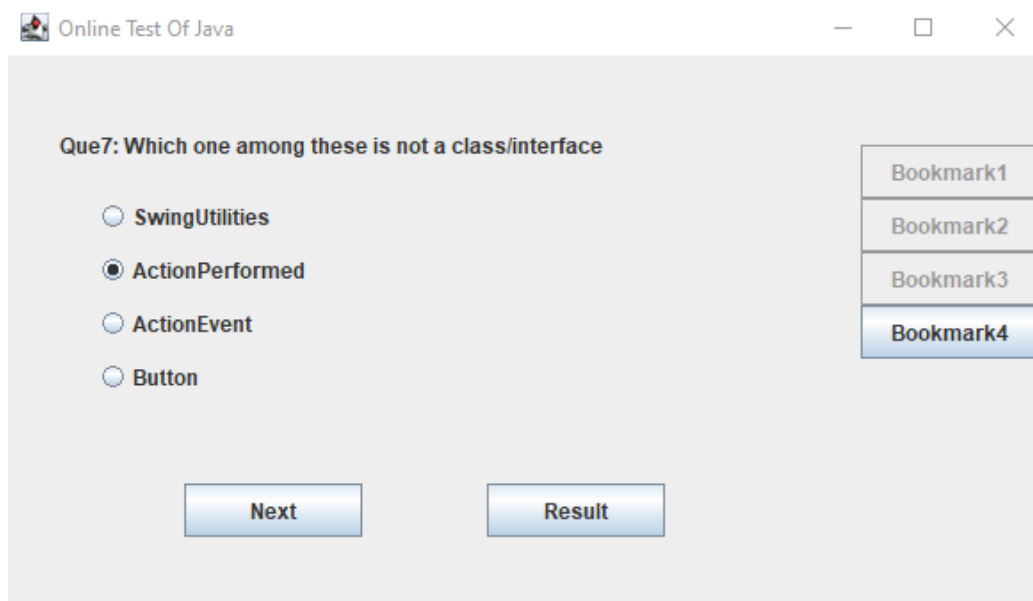 Online Test Of Java
Que7: Which one among these is not a class/interface
SwingUtilities
ActionPerformed
ActionEvent
Button
Bookmark1
Bookmark2
Bookmark3
Bookmark4
Next
Result